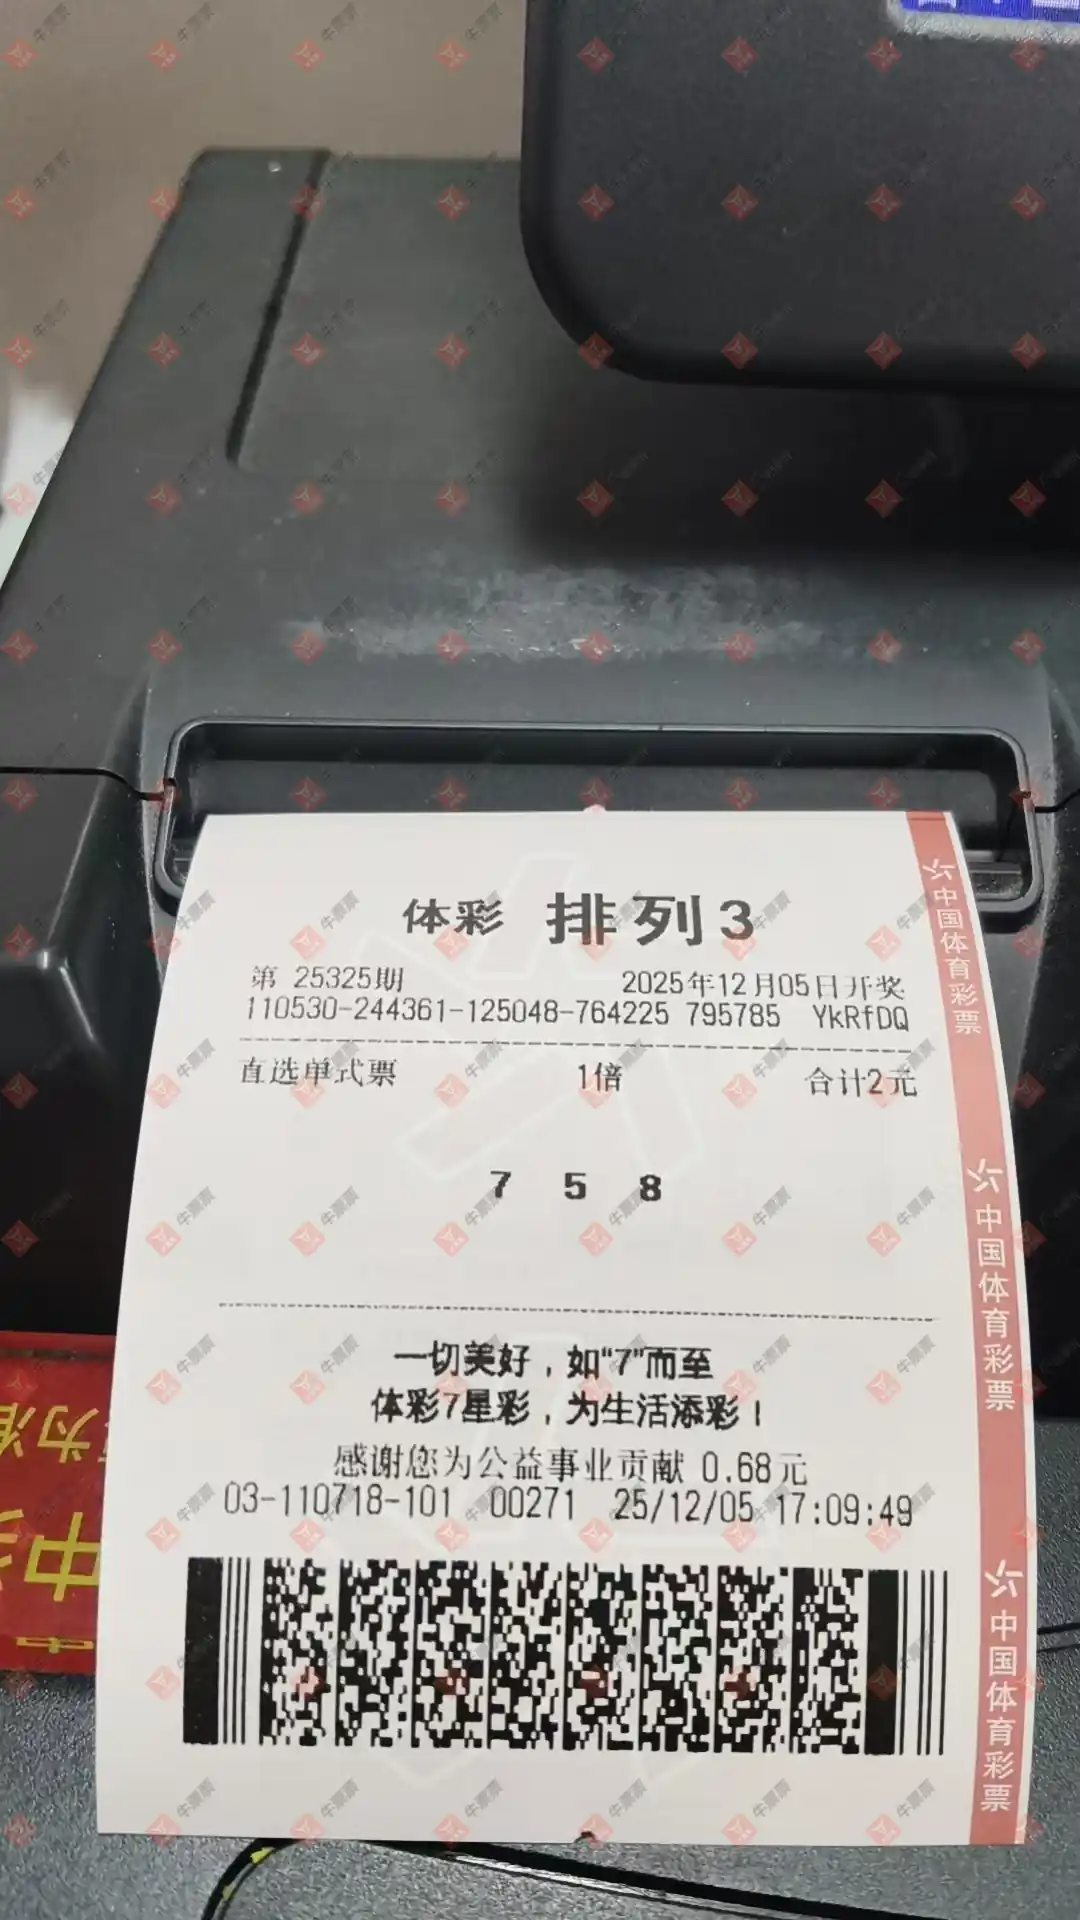 体彩 排列3
第 25325期 2025年12月05日开奖
110530-244361-125048-764225 795785 YkRfDQ
直选单式票 1倍 合计2元
7 5 8
一切美好，如“7”而至
体彩7星彩，为生活添彩！
感谢您为公益事业贡献 0.68元
03-110718-101 00271 25/12/05 17:09:49
中国体育彩票
中国体育彩票
中国体育彩票
牛票票